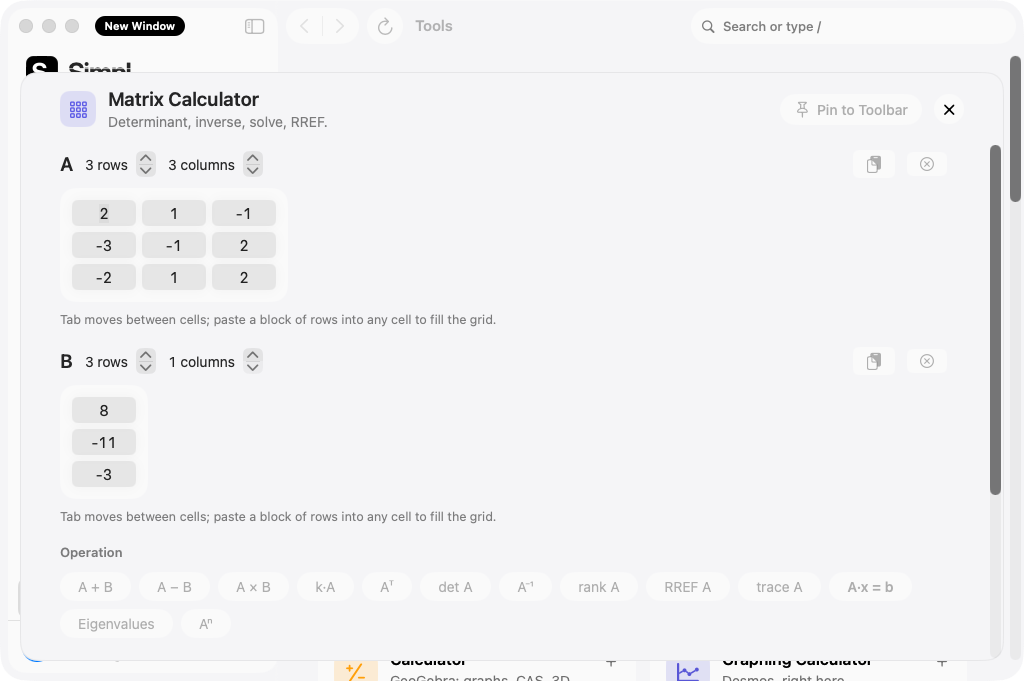 New Window
Tools
Search or type /
Simpl
Matrix Calculator
Determinant, inverse, solve, RREF.
Pin to Toolbar
A 3 rows 3 columns
2 1 -1
-3 -1 2
-2 1 2
Tab moves between cells; paste a block of rows into any cell to fill the grid.
B 3 rows 1 columns
8
-11
-3
Tab moves between cells; paste a block of rows into any cell to fill the grid.
Operation
A + B A − B A × B k·A Aᵀ det A A⁻¹ rank A RREF A trace A A·x = b
Eigenvalues Aⁿ
Calculator + Graphing Calculator +
GeoGebra: graphs, CAS, 3D Desmos, right here